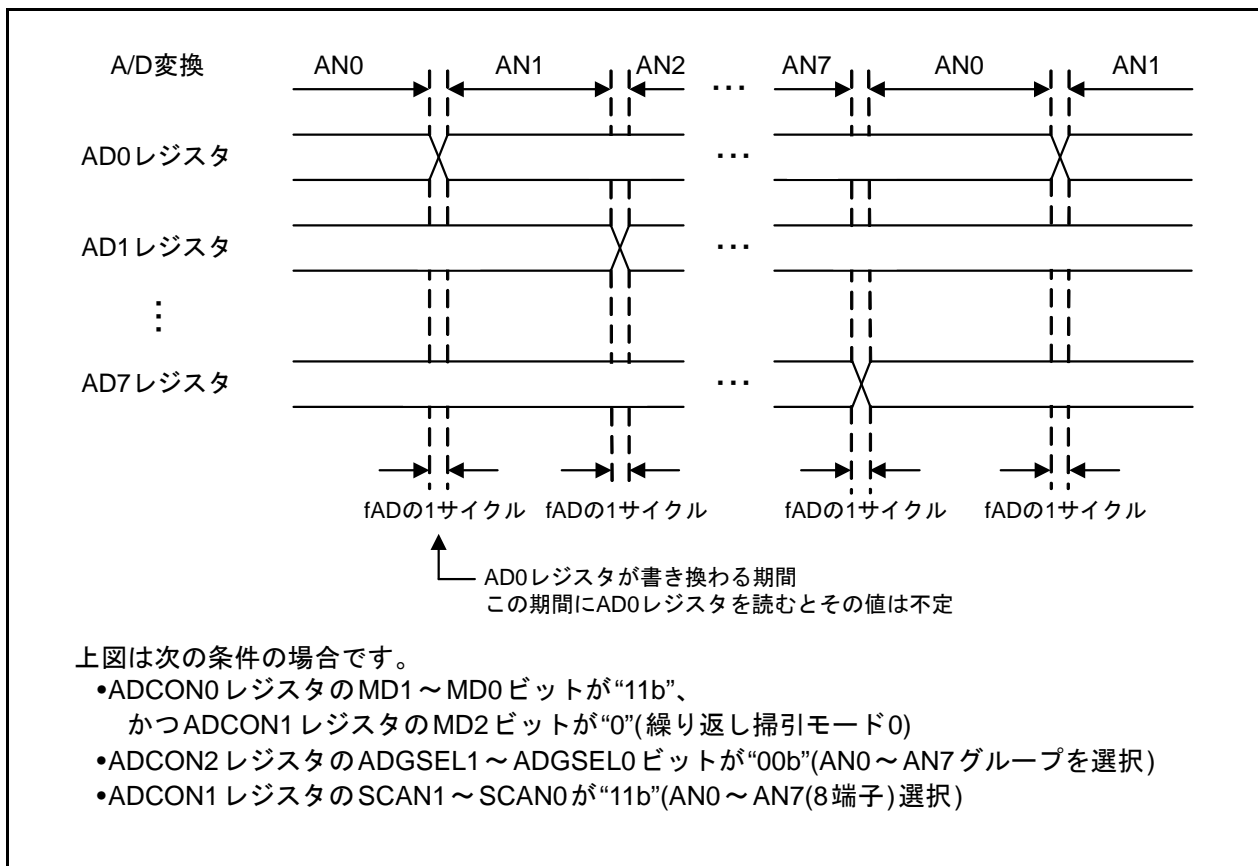 A/D変換 AN0 AN1 AN2 ··· AN7 AN0 AN1
AD0レジスタ ···
AD1レジスタ ···
⋮
AD7レジスタ ···
fADの1サイクル fADの1サイクル fADの1サイクル fADの1サイクル
AD0レジスタが書き換わる期間
この期間にAD0レジスタを読むとその値は不定
上図は次の条件の場合です。
•ADCON0レジスタのMD1～MD0ビットが“11b”、
かつADCON1レジスタのMD2ビットが“0”(繰り返し掃引モード0)
•ADCON2レジスタのADGSEL1～ADGSEL0ビットが“00b”(AN0～AN7グループを選択)
•ADCON1レジスタのSCAN1～SCAN0が“11b”(AN0～AN7(8端子)選択)